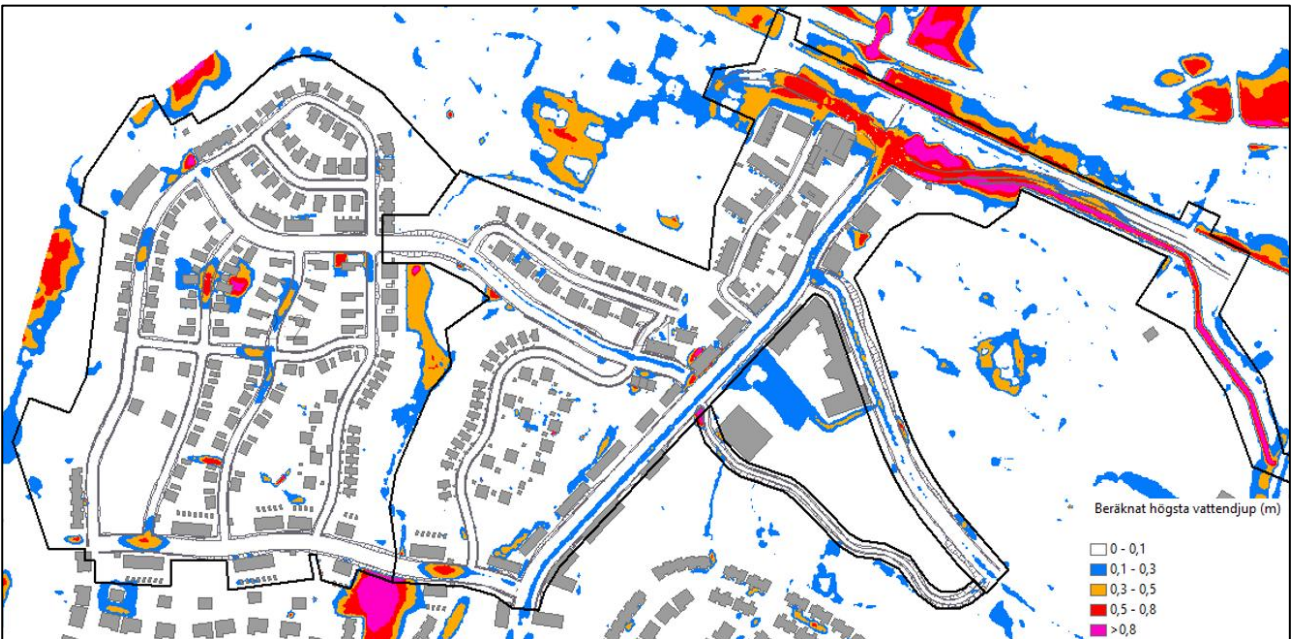 Beräknat högsta vattendjup (m)
0 - 0,1
0,1 - 0,3
0,3 - 0,5
0,5 - 0,8
>0,8